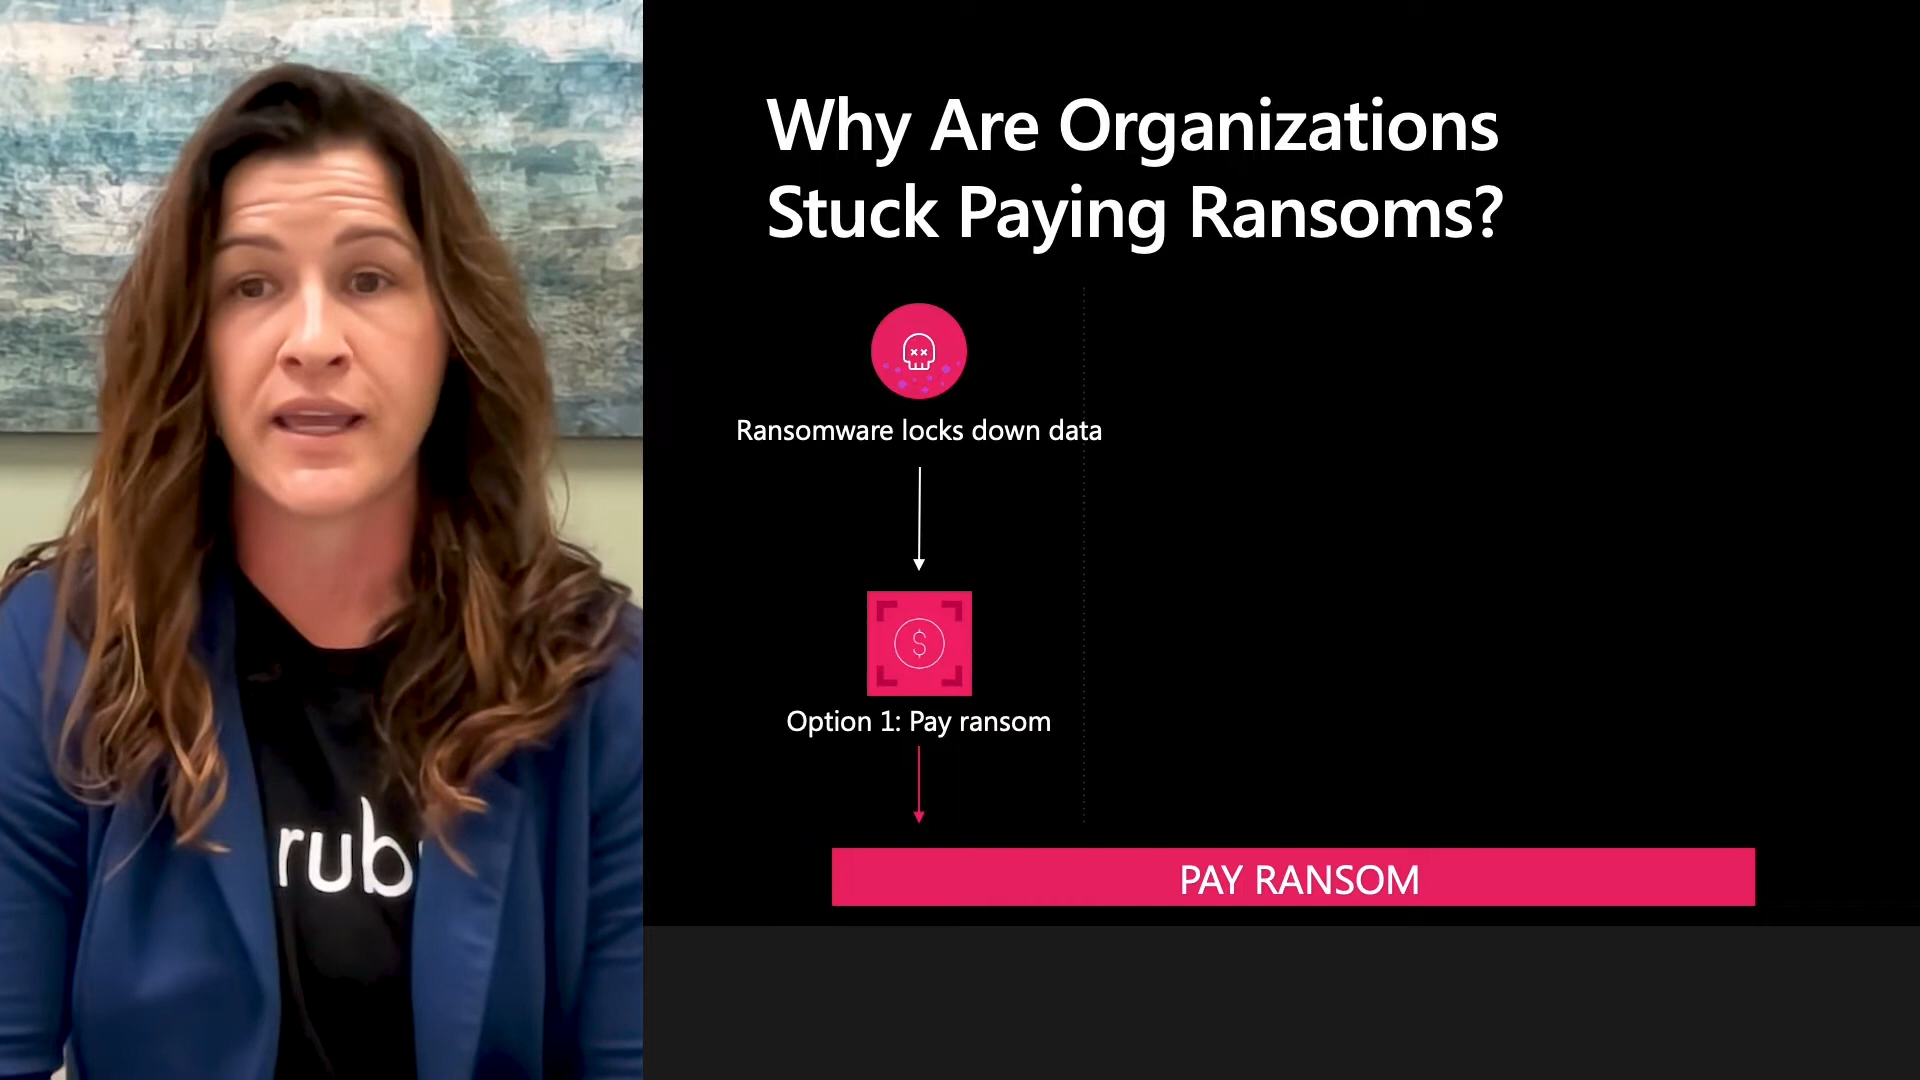 Why Are Organizations
Stuck Paying Ransoms?
Ransomware locks down data
$
Option 1: Pay ransom
PAY RANSOM
rub